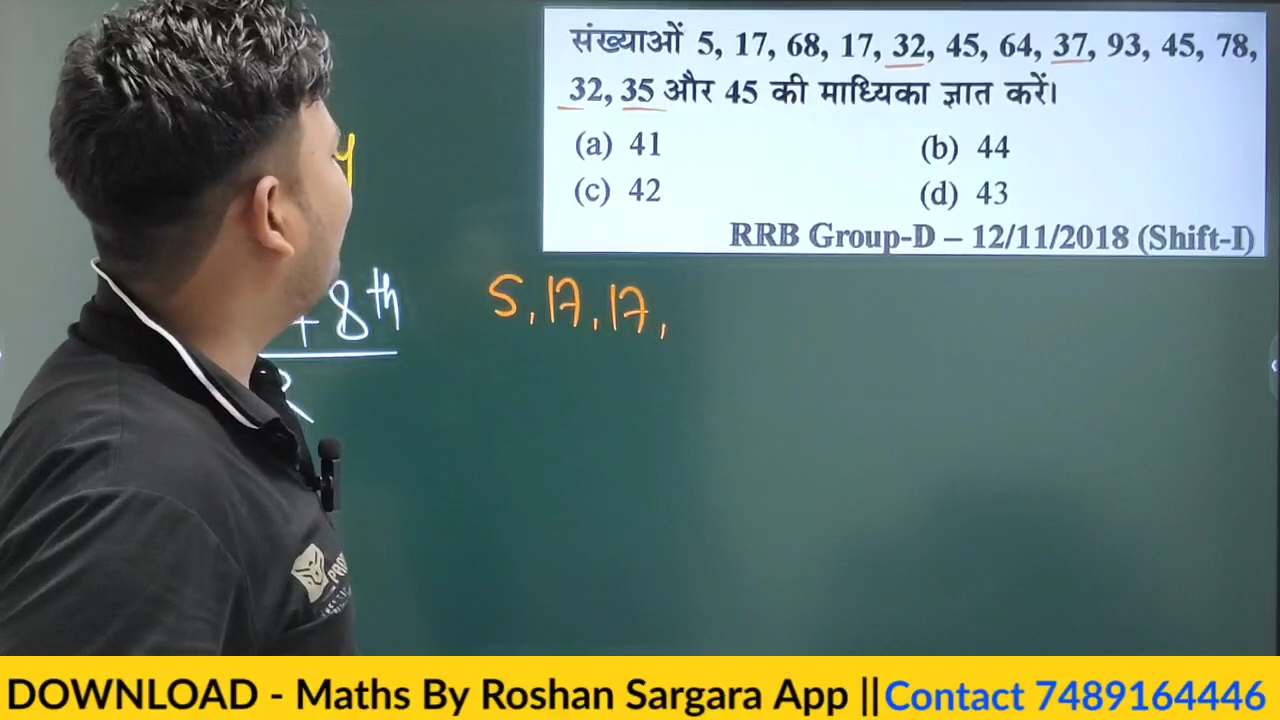 संख्याओं 5, 17, 68, 17, 32, 45, 64, 37, 93, 45, 78,
32, 35 और 45 की माध्यिका ज्ञात करें।
(a) 41 (b) 44
(c) 42 (d) 43
RRB Group-D – 12/11/2018 (Shift-I)
+ 8th
2
5, 17, 17,
DOWNLOAD - Maths By Roshan Sargara App || Contact 7489164446